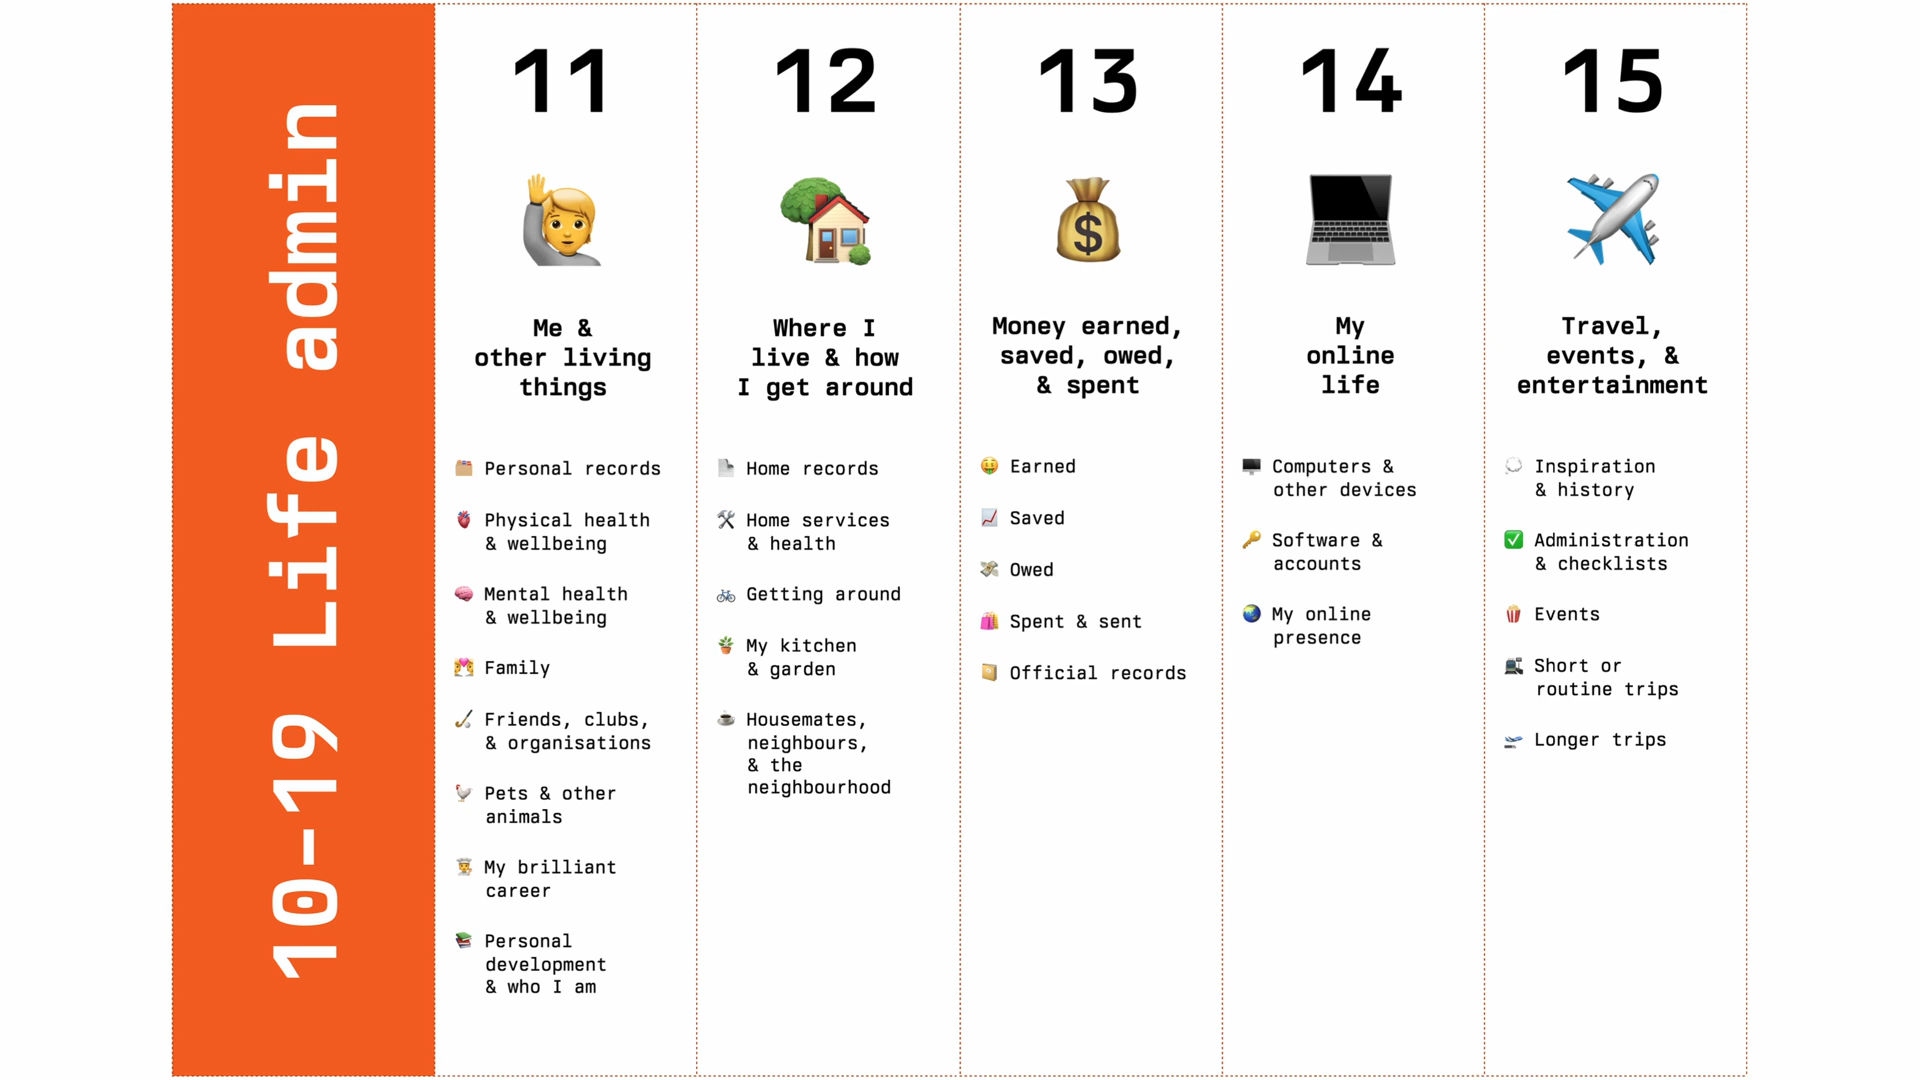 10-19 Life admin
11
Me &
other living
things
Personal records
Physical health
& wellbeing
Mental health
& wellbeing
Family
Friends, clubs,
& organisations
Pets & other
animals
My brilliant
career
Personal
development
& who I am
12
Where I
live & how
I get around
Home records
Home services
& health
Getting around
My kitchen
& garden
Housemates,
neighbours,
& the
neighbourhood
13
$
Money earned,
saved, owed,
& spent
Earned
Saved
Owed
Spent & sent
Official records
14
My
online
life
Computers &
other devices
Software &
accounts
My online
presence
15
Travel,
events, &
entertainment
Inspiration
& history
Administration
& checklists
Events
Short or
routine trips
Longer trips